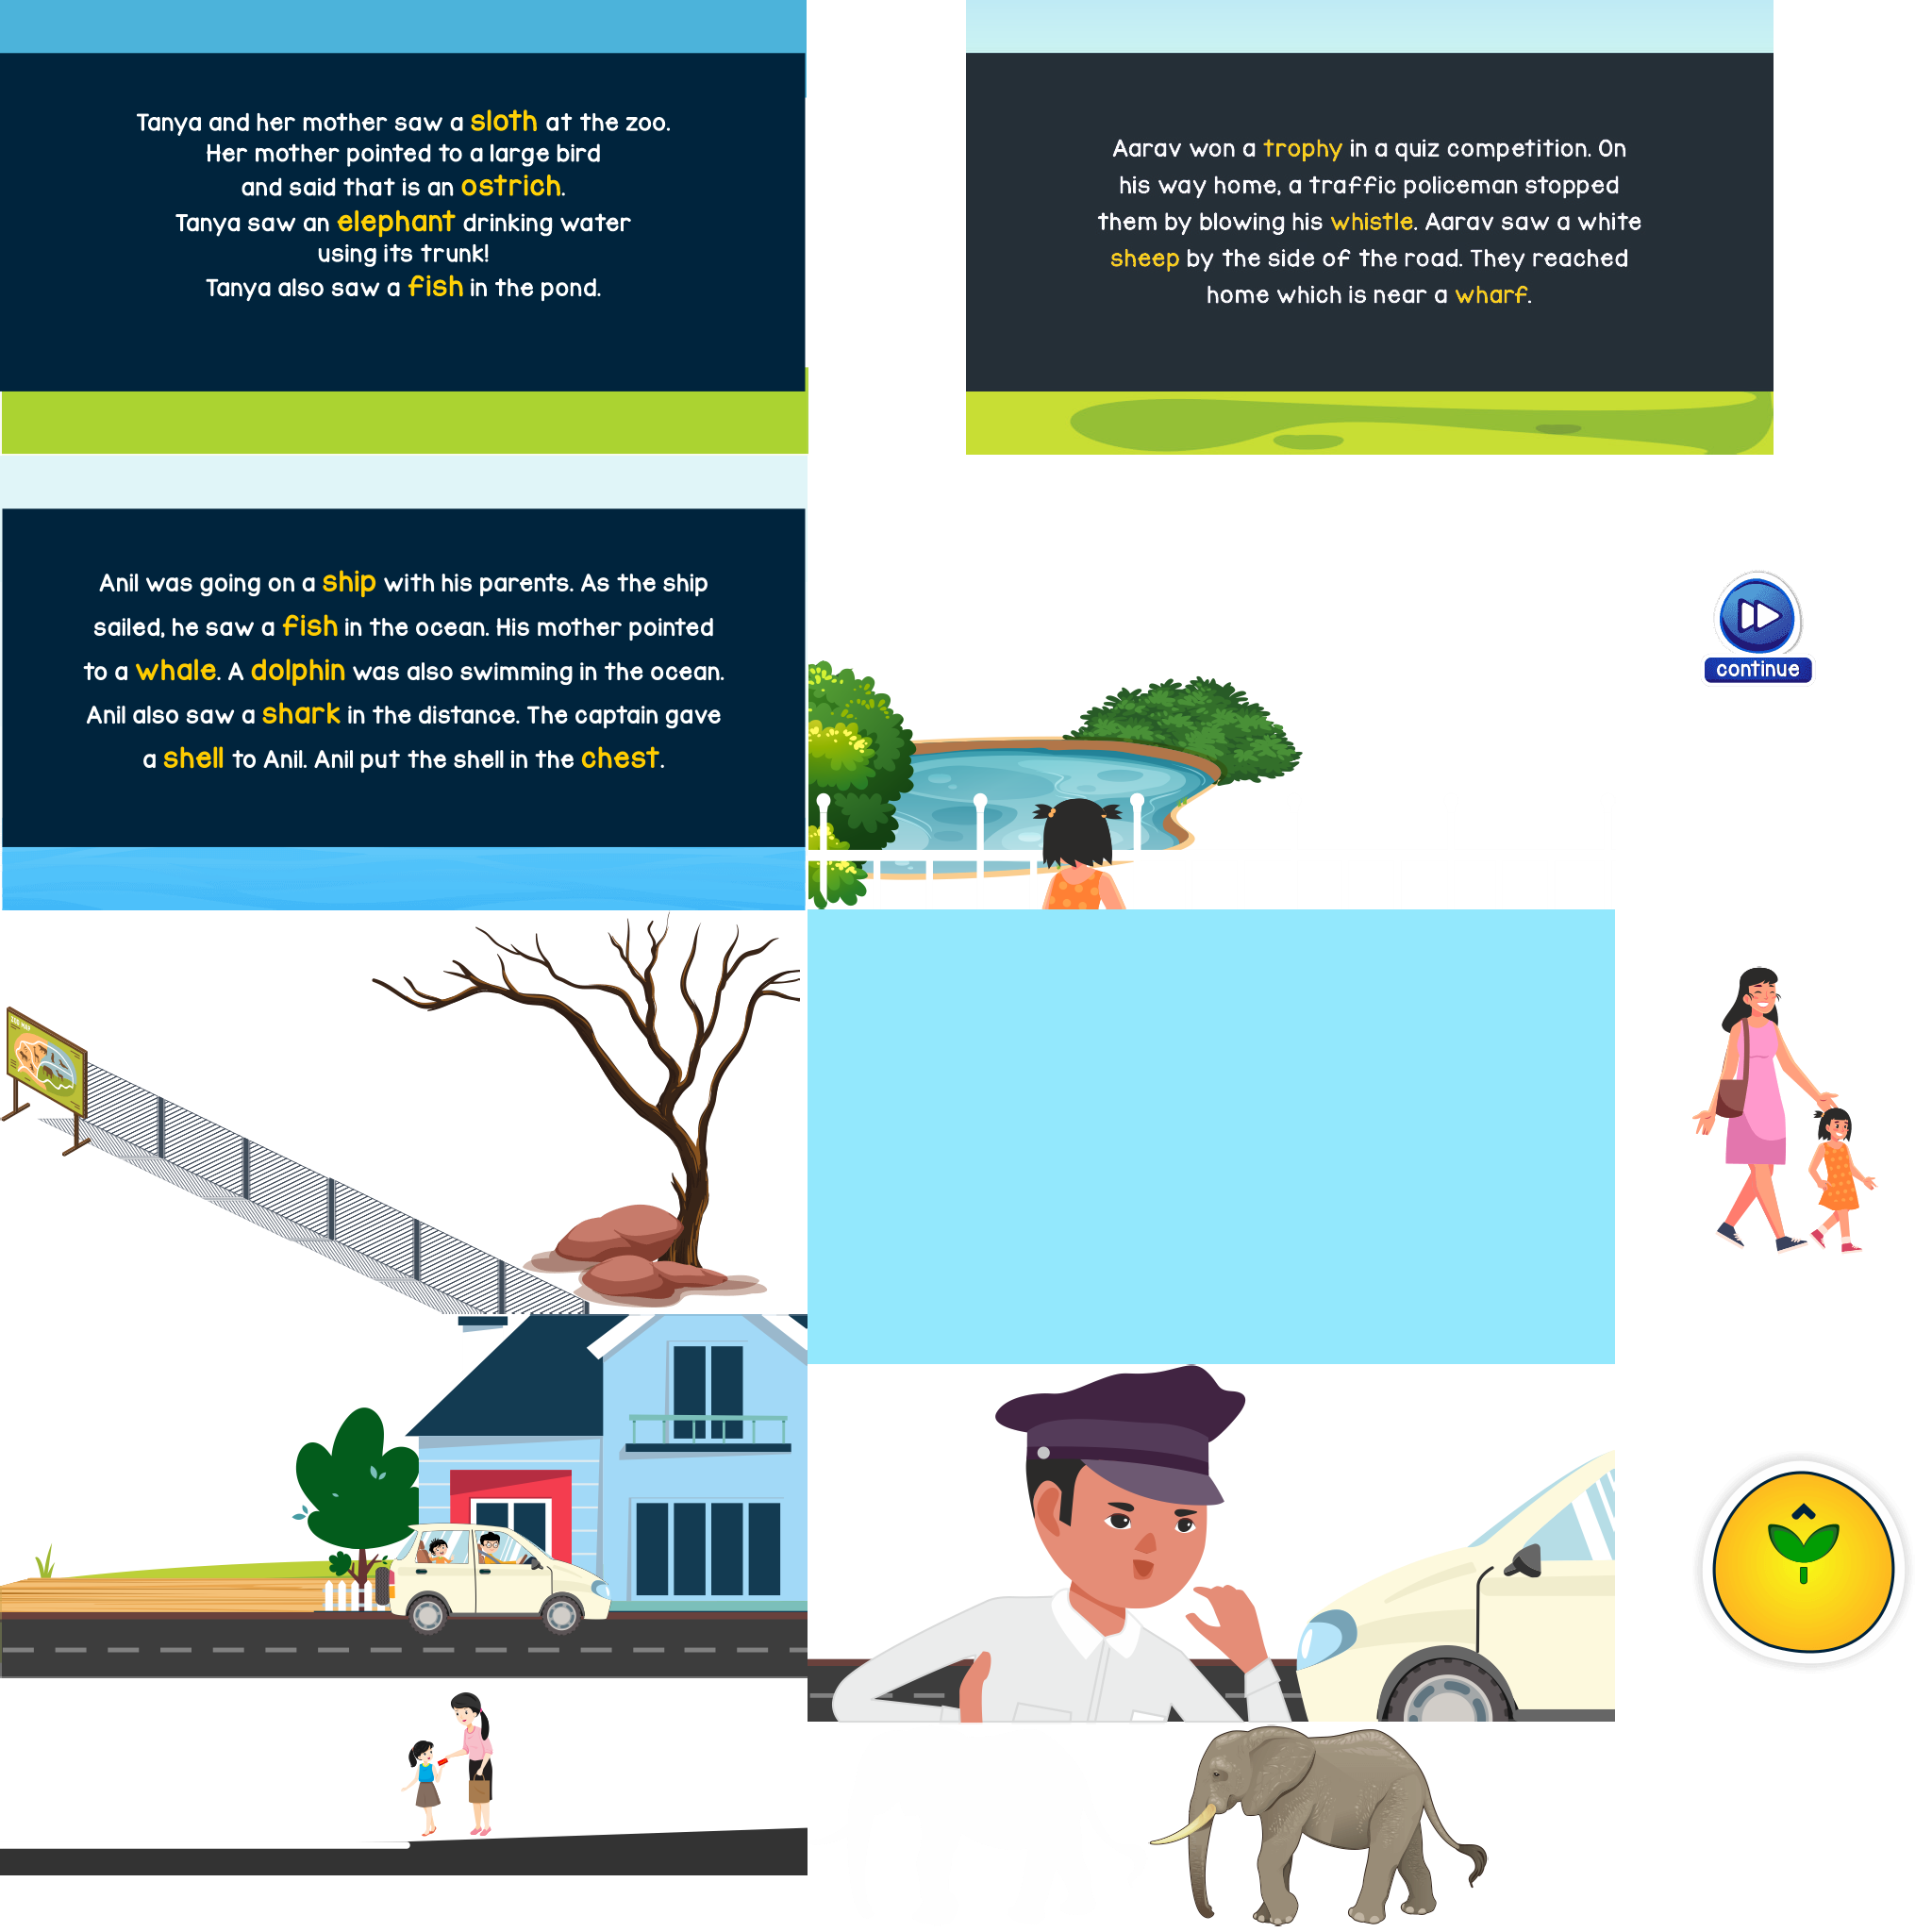 Tanya and her mother saw a sloth at the zoo.
Her mother pointed to a large bird
and said that is an ostrich.
Tanya saw an elephant drinking water
using its trunk!
Tanya also saw a fish in the pond.
Aarav won a trophy in a quiz competition. On
his way home, a traffic policeman stopped
them by blowing his whistle. Aarav saw a white
sheep by the side of the road. They reached
home which is near a wharf.
Anil was going on a ship with his parents. As the ship
sailed, he saw a fish in the ocean. His mother pointed
to a whale. A dolphin was also swimming in the ocean.
Anil also saw a shark in the distance. The captain gave
a shell to Anil. Anil put the shell in the chest.
continue
ZOO MAP